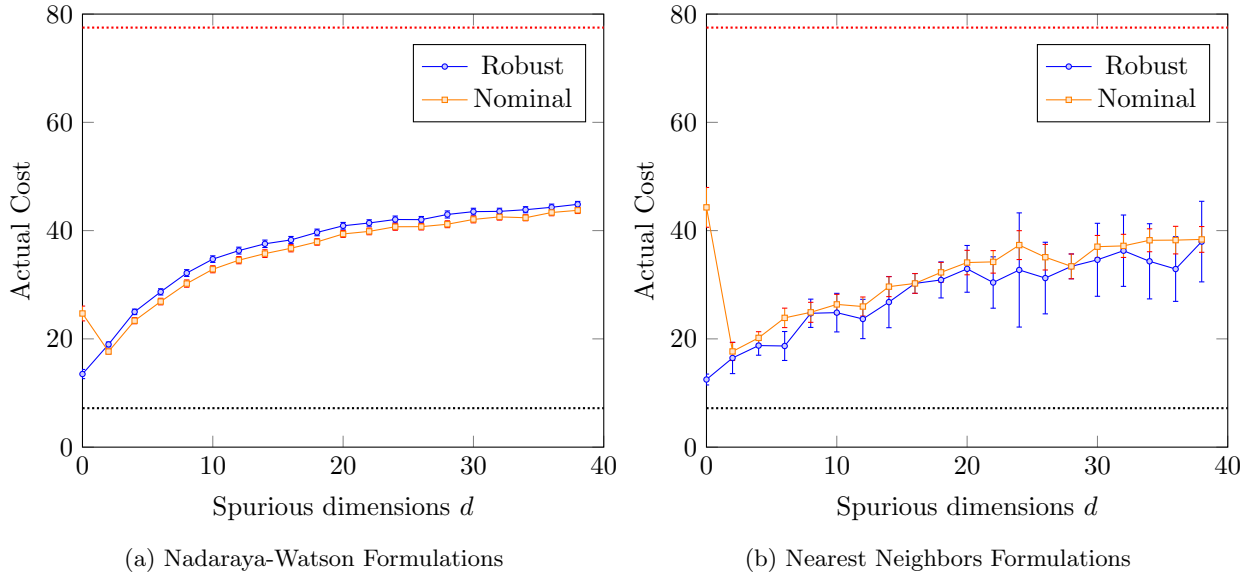 80
60
40
20
0
0
10
20
30
40
Actual Cost
Spurious dimensions d
Robust
Nominal
(a) Nadaraya-Watson Formulations
80
60
40
20
0
0
10
20
30
40
Actual Cost
Spurious dimensions d
Robust
Nominal
(b) Nearest Neighbors Formulations